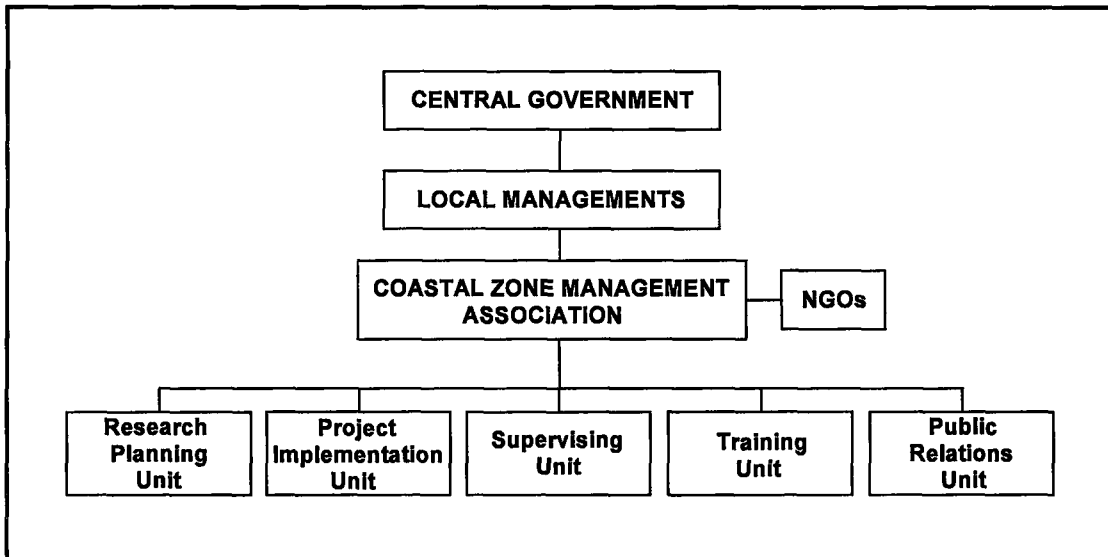 CENTRAL GOVERNMENT
LOCAL MANAGEMENTS
COASTAL ZONE MANAGEMENT
ASSOCIATION
NGOs
Research
Planning
Unit
Project
Implementation
Unit
Supervising
Unit
Training
Unit
Public
Relations
Unit